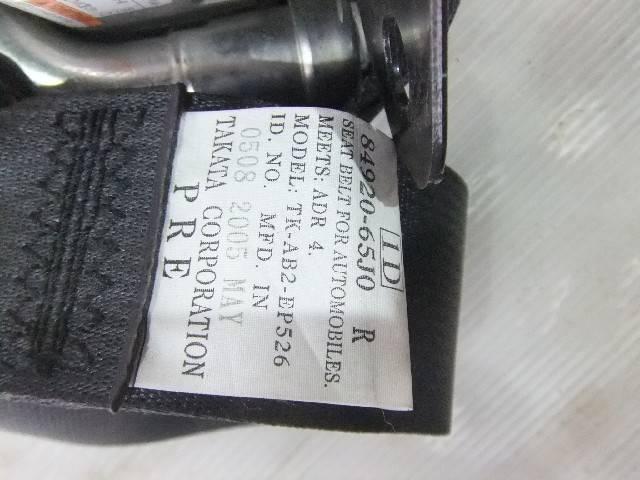 84920-65J0 R 1D
SEAT BELT FOR AUTOMOBILES.
MEETS: ADR 4.
MODEL: TK-AB2-EP526
ID. NO. MFD. IN
0508 2005 MAY
TAKATA CORPORATION
PRE